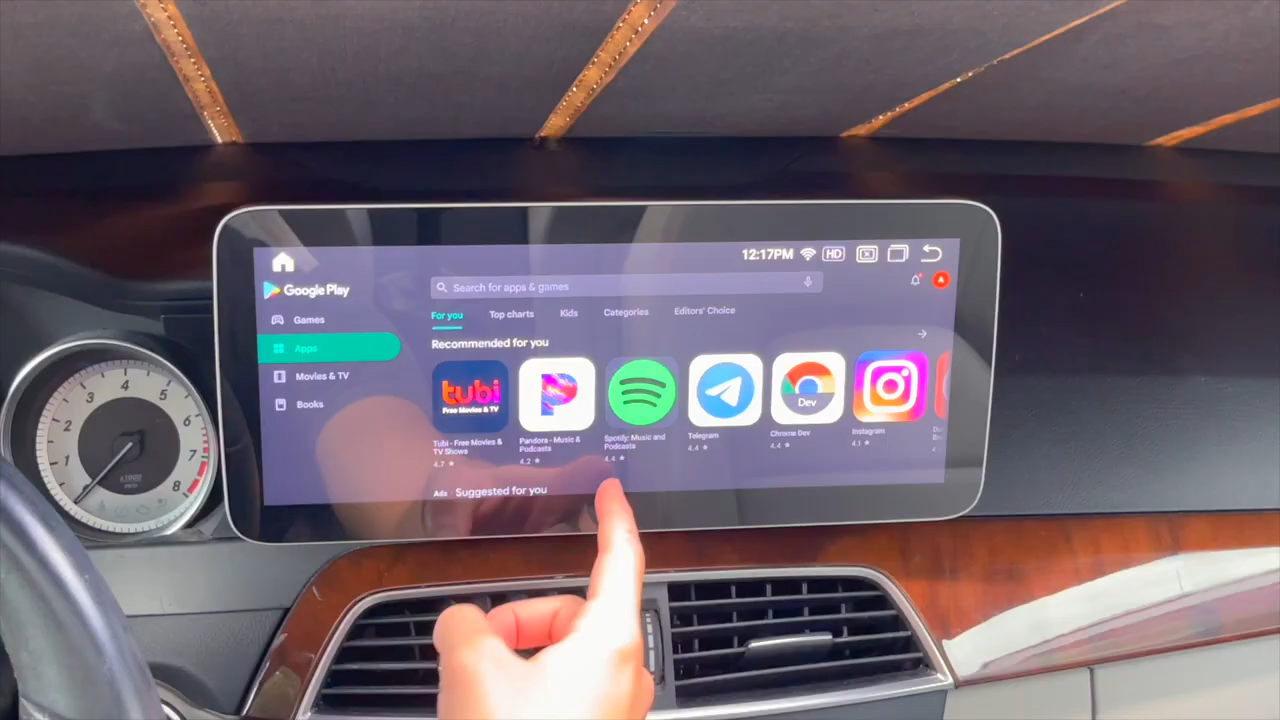 12:17PM HD
Google Play
Search for apps & games
Games
Apps
Movies & TV
Books
For you
Top charts
Kids
Categories
Editors' Choice
Recommended for you
tubi
Free Movies & TV
Dev
Tubi - Free Movies &
TV Shows
4.7
Pandora - Music &
Podcasts
4.2
Spotify: Music and
Podcasts
4.4
Telegram
4.4
Chrome Dev
4.4
Instagram
4.1
Ads Suggested for you
1
2
3
4
5
6
7
8